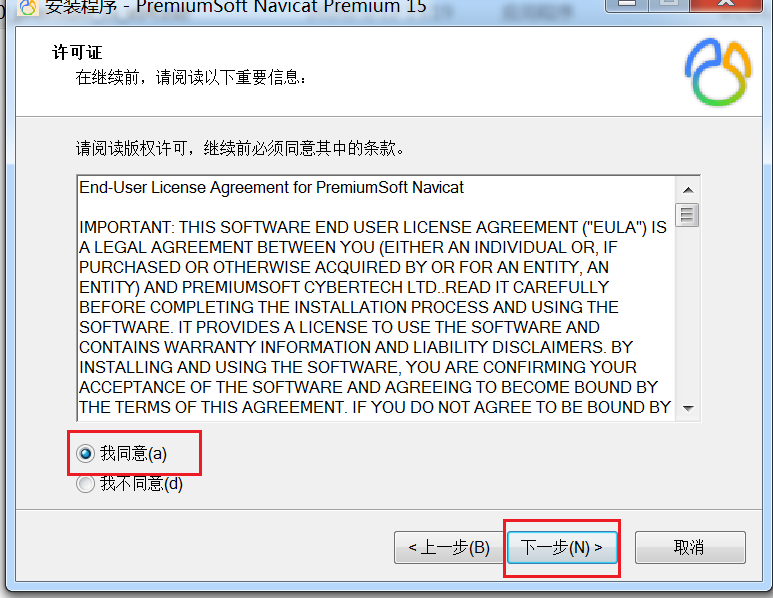 安装程序 - PremiumSoft Navicat Premium 15
许可证
在继续前，请阅读以下重要信息：
请阅读版权许可，继续前必须同意其中的条款。
End-User License Agreement for PremiumSoft Navicat
IMPORTANT: THIS SOFTWARE END USER LICENSE AGREEMENT ("EULA") IS
A LEGAL AGREEMENT BETWEEN YOU (EITHER AN INDIVIDUAL OR, IF
PURCHASED OR OTHERWISE ACQUIRED BY OR FOR AN ENTITY, AN
ENTITY) AND PREMIUMSOFT CYBERTECH LTD..READ IT CAREFULLY
BEFORE COMPLETING THE INSTALLATION PROCESS AND USING THE
SOFTWARE. IT PROVIDES A LICENSE TO USE THE SOFTWARE AND
CONTAINS WARRANTY INFORMATION AND LIABILITY DISCLAIMERS. BY
INSTALLING AND USING THE SOFTWARE, YOU ARE CONFIRMING YOUR
ACCEPTANCE OF THE SOFTWARE AND AGREEING TO BECOME BOUND BY
THE TERMS OF THIS AGREEMENT. IF YOU DO NOT AGREE TO BE BOUND BY
我同意(a)
我不同意(d)
< 上一步(B)
下一步(N) >
取消